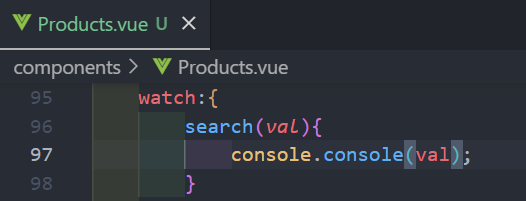 Products.vue U ×
components > Products.vue
95 watch:{
96 search(val){
97 console.console(val);
98 }